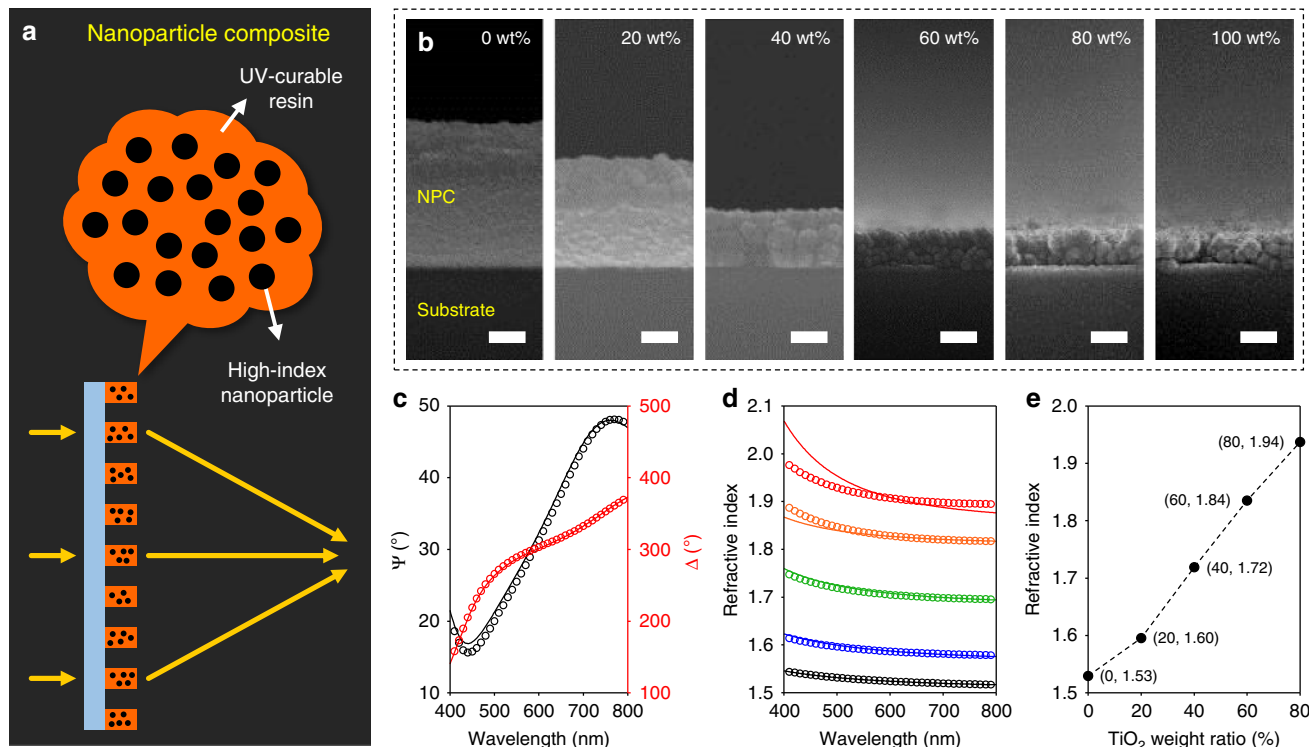 a
Nanoparticle composite
UV-curable
resin
High-index
nanoparticle
b
0 wt%
20 wt%
40 wt%
60 wt%
80 wt%
100 wt%
NPC
Substrate
c
50
40
30
20
10
Ψ (°)
500
400
300
200
100
Δ (°)
400 500 600 700 800
Wavelength (nm)
d
2.1
2.0
1.9
1.8
1.7
1.6
1.5
Refractive index
400 500 600 700 800
Wavelength (nm)
e
2.0
1.9
1.8
1.7
1.6
1.5
Refractive index
(80, 1.94)
(60, 1.84)
(40, 1.72)
(20, 1.60)
(0, 1.53)
0 20 40 60 80
TiO₂ weight ratio (%)